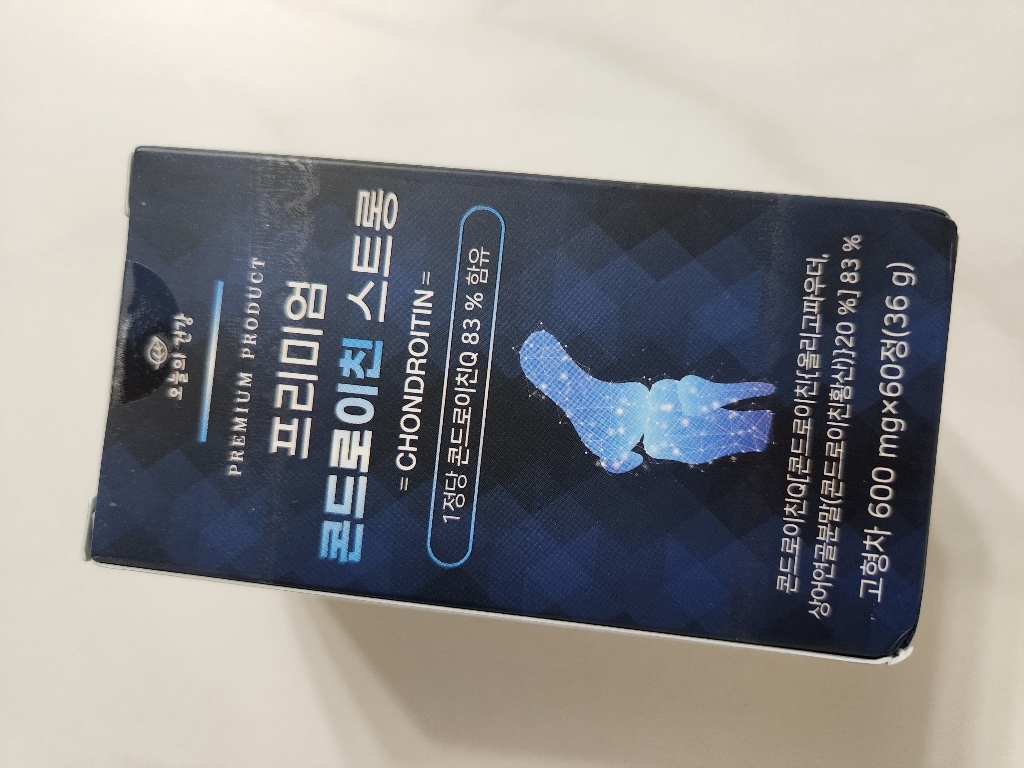 오늘의 건강
PREMIUM PRODUCT
프리미엄
콘드로이친 스트롱
= CHONDROITIN =
1정당 콘드로이친Q 83 % 함유
콘드로이친Q[콘드로이친{올리고파우더,
상어연골분말(콘드로이친황산)}20 %] 83 %
고형차 600 mg×60정(36 g)